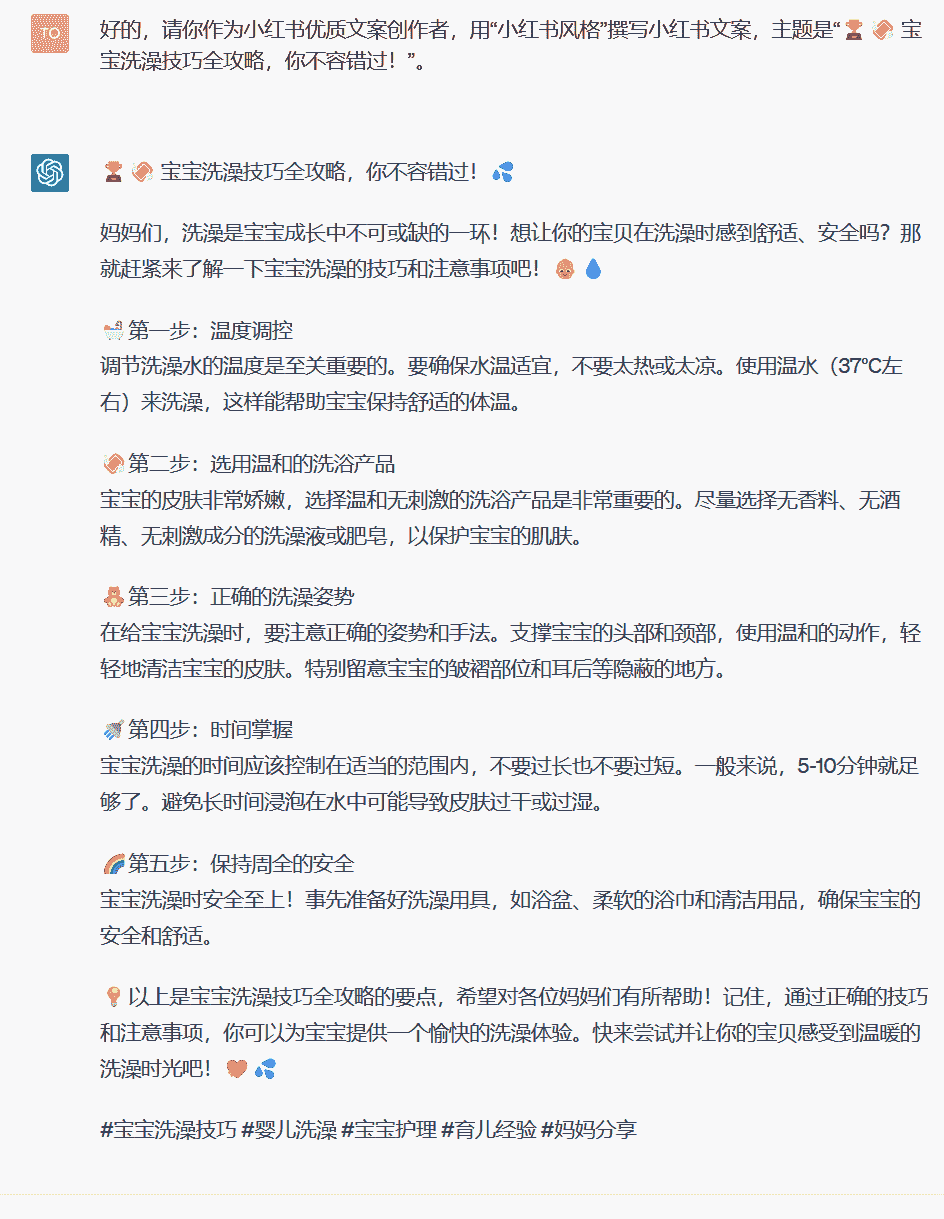 TO
好的，请你作为小红书优质文案创作者，用“小红书风格”撰写小红书文案，主题是“🏆 🧼 宝
宝洗澡技巧全攻略，你不容错过！”。
🏆 🧼 宝宝洗澡技巧全攻略，你不容错过！💦
妈妈们，洗澡是宝宝成长中不可或缺的一环！想让你的宝贝在洗澡时感到舒适、安全吗？那
就赶紧来了解一下宝宝洗澡的技巧和注意事项吧！👶 💧
🛀 第一步：温度调控
调节洗澡水的温度是至关重要的。要确保水温适宜，不要太热或太凉。使用温水（37°C左
右）来洗澡，这样能帮助宝宝保持舒适的体温。
🧼 第二步：选用温和的洗浴产品
宝宝的皮肤非常娇嫩，选择温和无刺激的洗浴产品是非常重要的。尽量选择无香料、无酒
精、无刺激成分的洗澡液或肥皂，以保护宝宝的肌肤。
🧸 第三步：正确的洗澡姿势
在给宝宝洗澡时，要注意正确的姿势和手法。支撑宝宝的头部和颈部，使用温和的动作，轻
轻地清洁宝宝的皮肤。特别留意宝宝的皱褶部位和耳后等隐蔽的地方。
🚿 第四步：时间掌握
宝宝洗澡的时间应该控制在适当的范围内，不要过长也不要过短。一般来说，5-10分钟就足
够了。避免长时间浸泡在水中可能导致皮肤过干或过湿。
🌈 第五步：保持周全的安全
宝宝洗澡时安全至上！事先准备好洗澡用具，如浴盆、柔软的浴巾和清洁用品，确保宝宝的
安全和舒适。
💡 以上是宝宝洗澡技巧全攻略的要点，希望对各位妈妈们有所帮助！记住，通过正确的技巧
和注意事项，你可以为宝宝提供一个愉快的洗澡体验。快来尝试并让你的宝贝感受到温暖的
洗澡时光吧！❤️ 💦
#宝宝洗澡技巧 #婴儿洗澡 #宝宝护理 #育儿经验 #妈妈分享